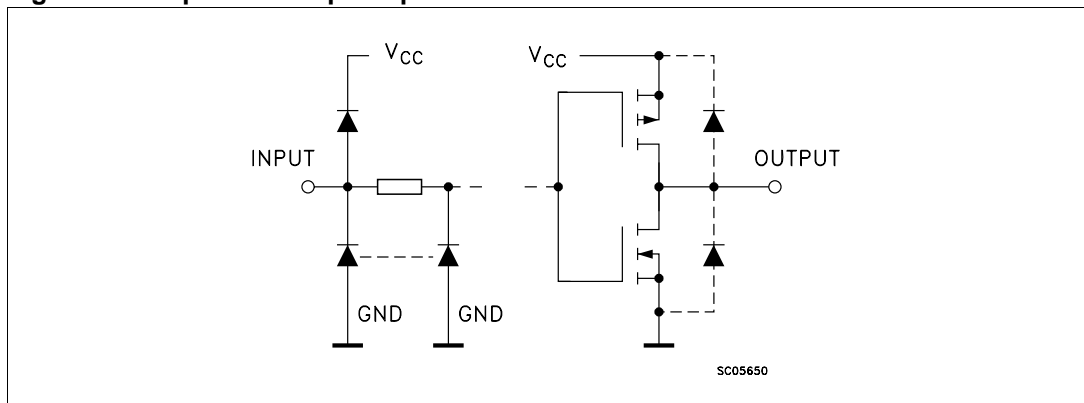 VCC
VCC
INPUT
OUTPUT
GND
GND
SC05650